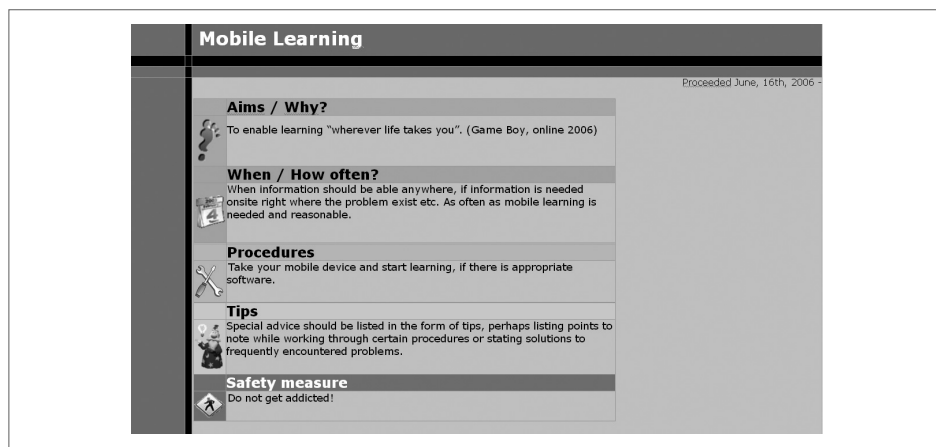 Mobile Learning
Proceeded June, 16th, 2006 -
Aims / Why?
To enable learning “wherever life takes you”. (Game Boy, online 2006)
When / How often?
When information should be able anywhere, if information is needed
onsite right where the problem exist etc. As often as mobile learning is
needed and reasonable.
4
Procedures
Take your mobile device and start learning, if there is appropriate
software.
Tips
Special advice should be listed in the form of tips, perhaps listing points to
note while working through certain procedures or stating solutions to
frequently encountered problems.
Safety measure
Do not get addicted!